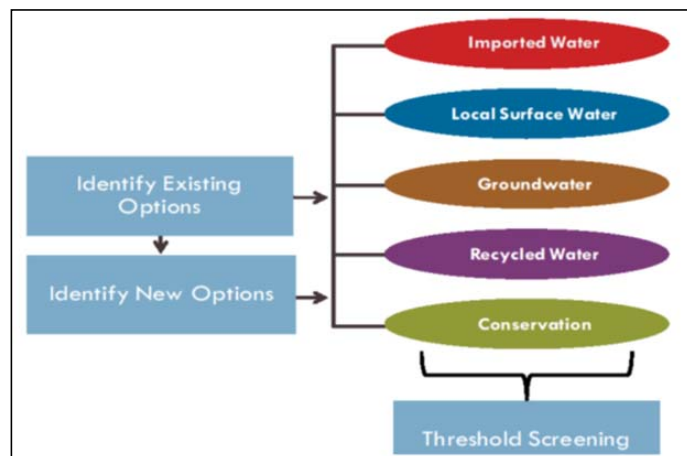 Imported Water
Local Surface Water
Identify Existing
Options
Groundwater
Identify New Options
Recycled Water
Conservation
Threshold Screening